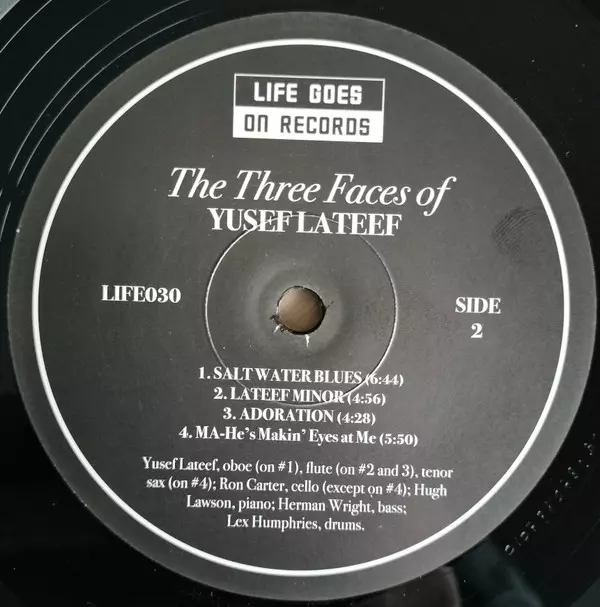 LIFE GOES
ON RECORDS
The Three Faces of
YUSEF LATEEF
LIFE030
SIDE
2
1. SALT WATER BLUES (6:44)
2. LATEEF MINOR (4:56)
3. ADORATION (4:28)
4. MA-He's Makin' Eyes at Me (5:50)
Yusef Lateef, oboe (on #1), flute (on #2 and 3), tenor
sax (on #4); Ron Carter, cello (except on #4); Hugh
Lawson, piano; Herman Wright, bass;
Lex Humphries, drums.